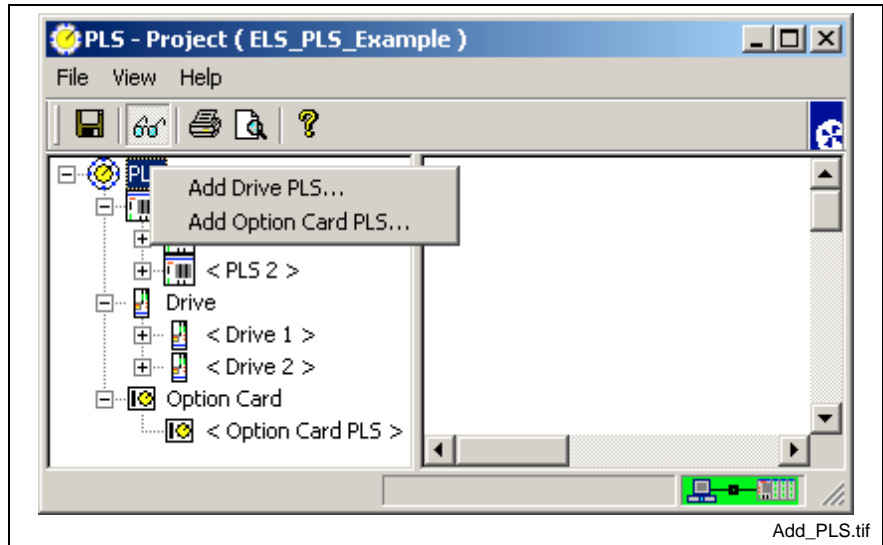 PLS - Project ( ELS_PLS_Example )
File View Help
Add Drive PLS...
Add Option Card PLS...
< PLS 2 >
Drive
< Drive 1 >
< Drive 2 >
Option Card
< Option Card PLS >
Add_PLS.tif